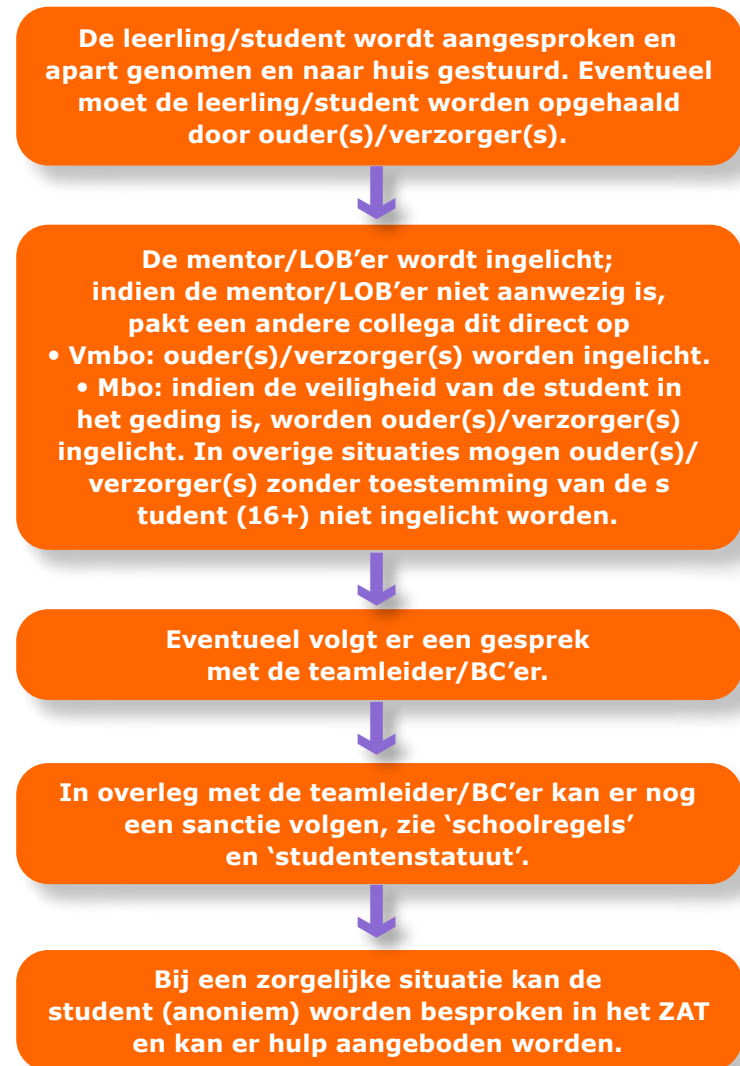 De leerling/student wordt aangesproken en
apart genomen en naar huis gestuurd. Eventueel
moet de leerling/student worden opgehaald
door ouder(s)/verzorger(s).
De mentor/LOB’er wordt ingelicht;
indien de mentor/LOB’er niet aanwezig is,
pakt een andere collega dit direct op
• Vmbo: ouder(s)/verzorger(s) worden ingelicht.
• Mbo: indien de veiligheid van de student in
het geding is, worden ouder(s)/verzorger(s)
ingelicht. In overige situaties mogen ouder(s)/
verzorger(s) zonder toestemming van de s
tudent (16+) niet ingelicht worden.
Eventueel volgt er een gesprek
met de teamleider/BC’er.
In overleg met de teamleider/BC’er kan er nog
een sanctie volgen, zie ‘schoolregels’
en ‘studentenstatuut’.
Bij een zorgelijke situatie kan de
student (anoniem) worden besproken in het ZAT
en kan er hulp aangeboden worden.